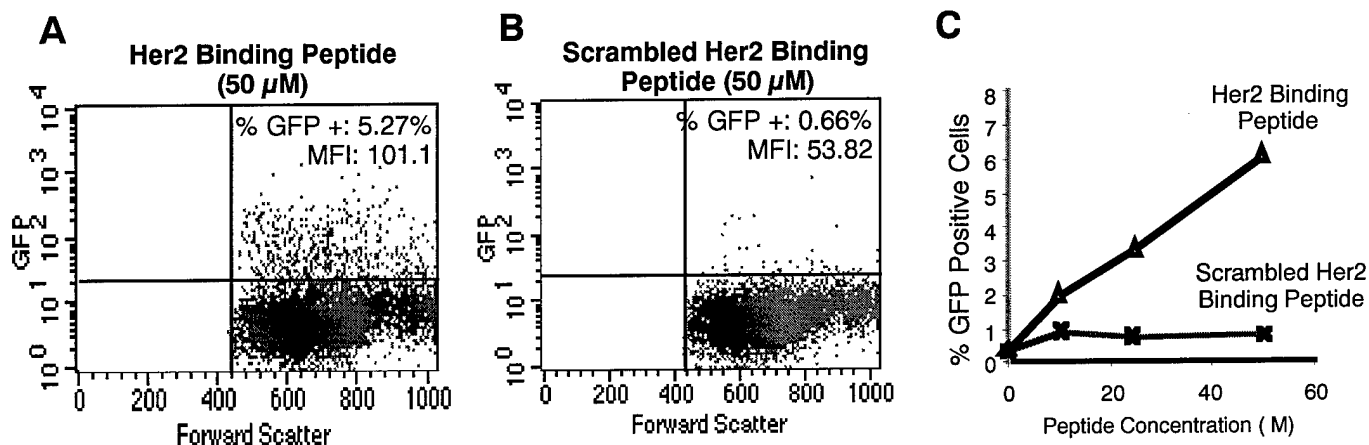 A
Her2 Binding Peptide
(50 µM)
% GFP +: 5.27%
MFI: 101.1
GFP
10^4
10^3
10^2
10^1
10^0
0 200 400 600 800 1000
Forward Scatter
B
Scrambled Her2 Binding
Peptide (50 µM)
% GFP +: 0.66%
MFI: 53.82
GFP
10^4
10^3
10^2
10^1
10^0
0 200 400 600 800 1000
Forward Scatter
C
% GFP Positive Cells
8
7
6
5
4
3
2
1
0
Her2 Binding
Peptide
Scrambled Her2
Binding Peptide
0 20 40 60
Peptide Concentration ( M)